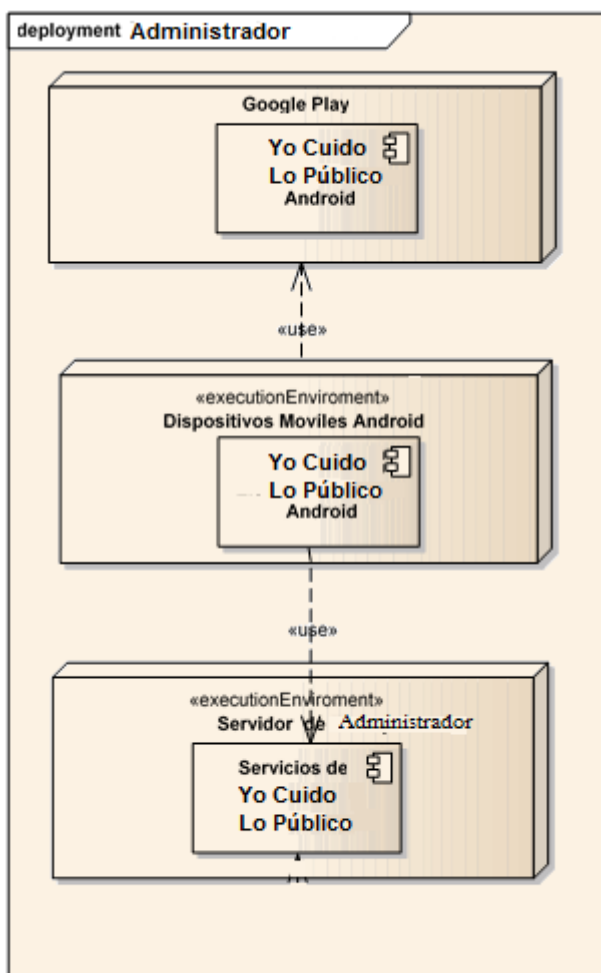 deployment Administrador
Google Play
Yo Cuido
Lo Público
Android
«use»
«executionEnviroment»
Dispositivos Moviles Android
Yo Cuido
Lo Público
Android
«use»
«executionEnviroment»
Servidor de Administrador
Servicios de
Yo Cuido
Lo Público